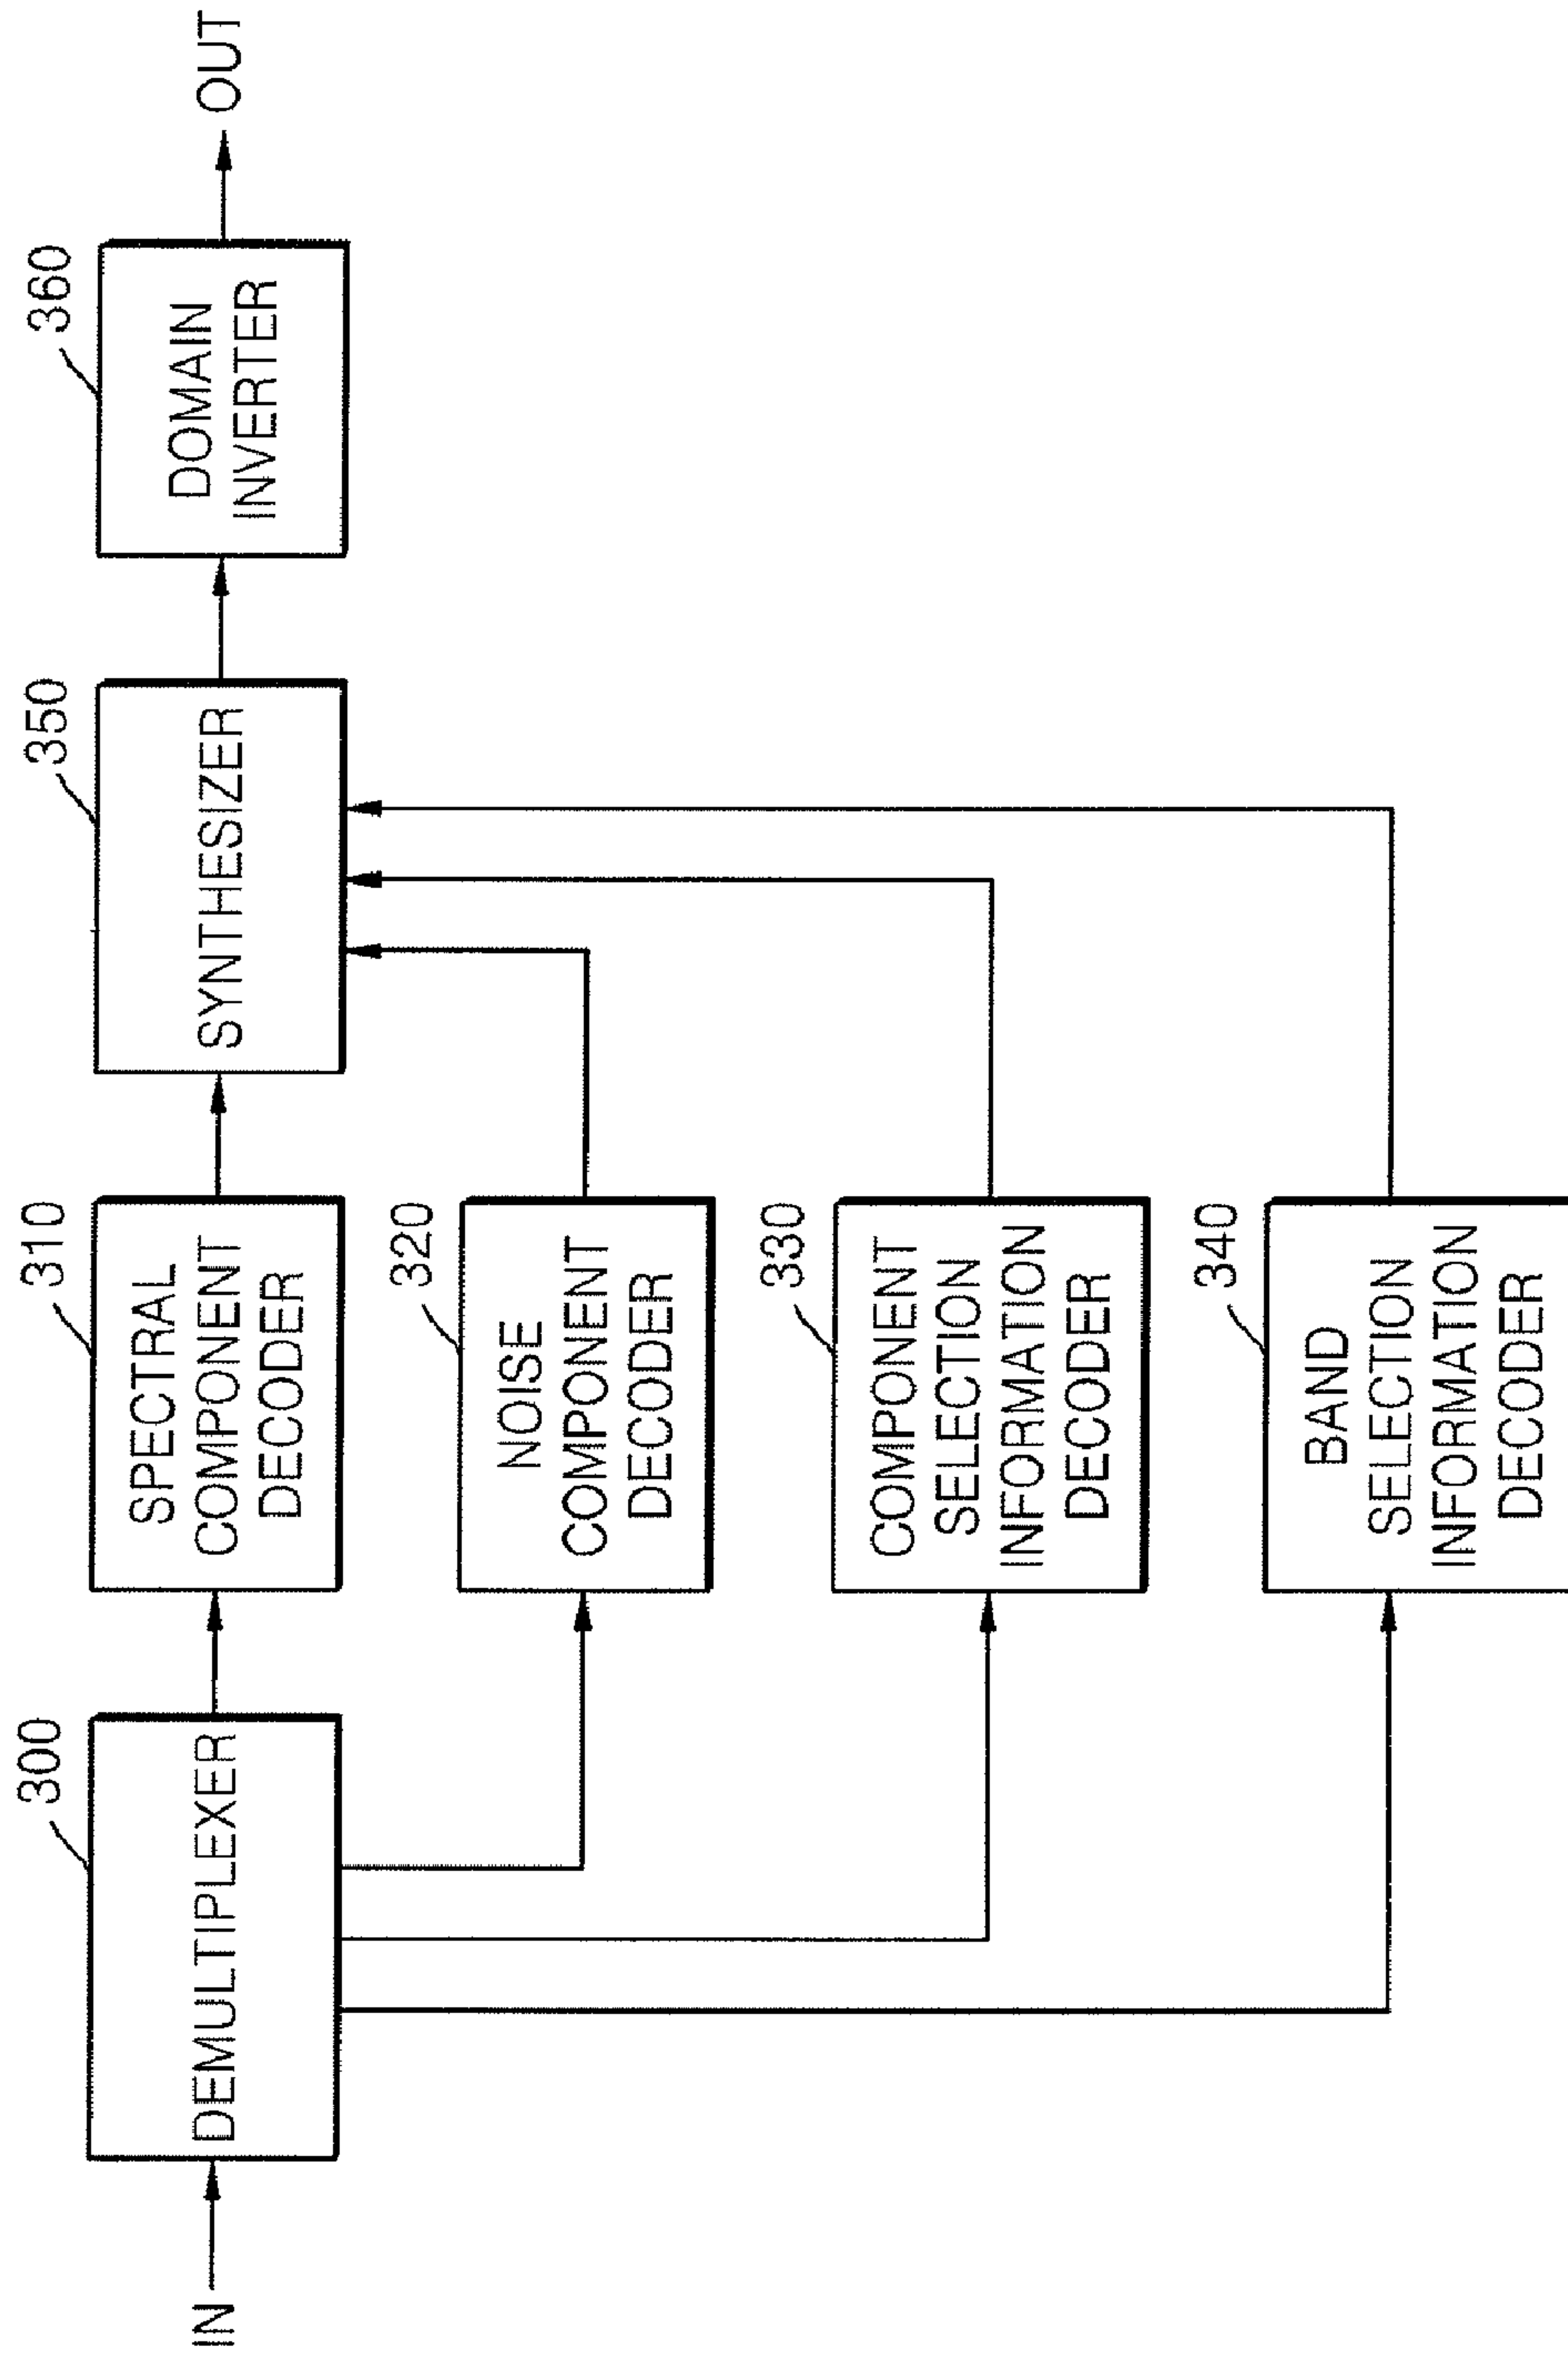 IN
300
DEMULTIPLEXER
310
SPECTRAL
COMPONENT
DECODER
320
NOISE
COMPONENT
DECODER
330
COMPONENT
SELECTION
INFORMATION
DECODER
340
BAND
SELECTION
INFORMATION
DECODER
350
SYNTHESIZER
360
DOMAIN
INVERTER
OUT